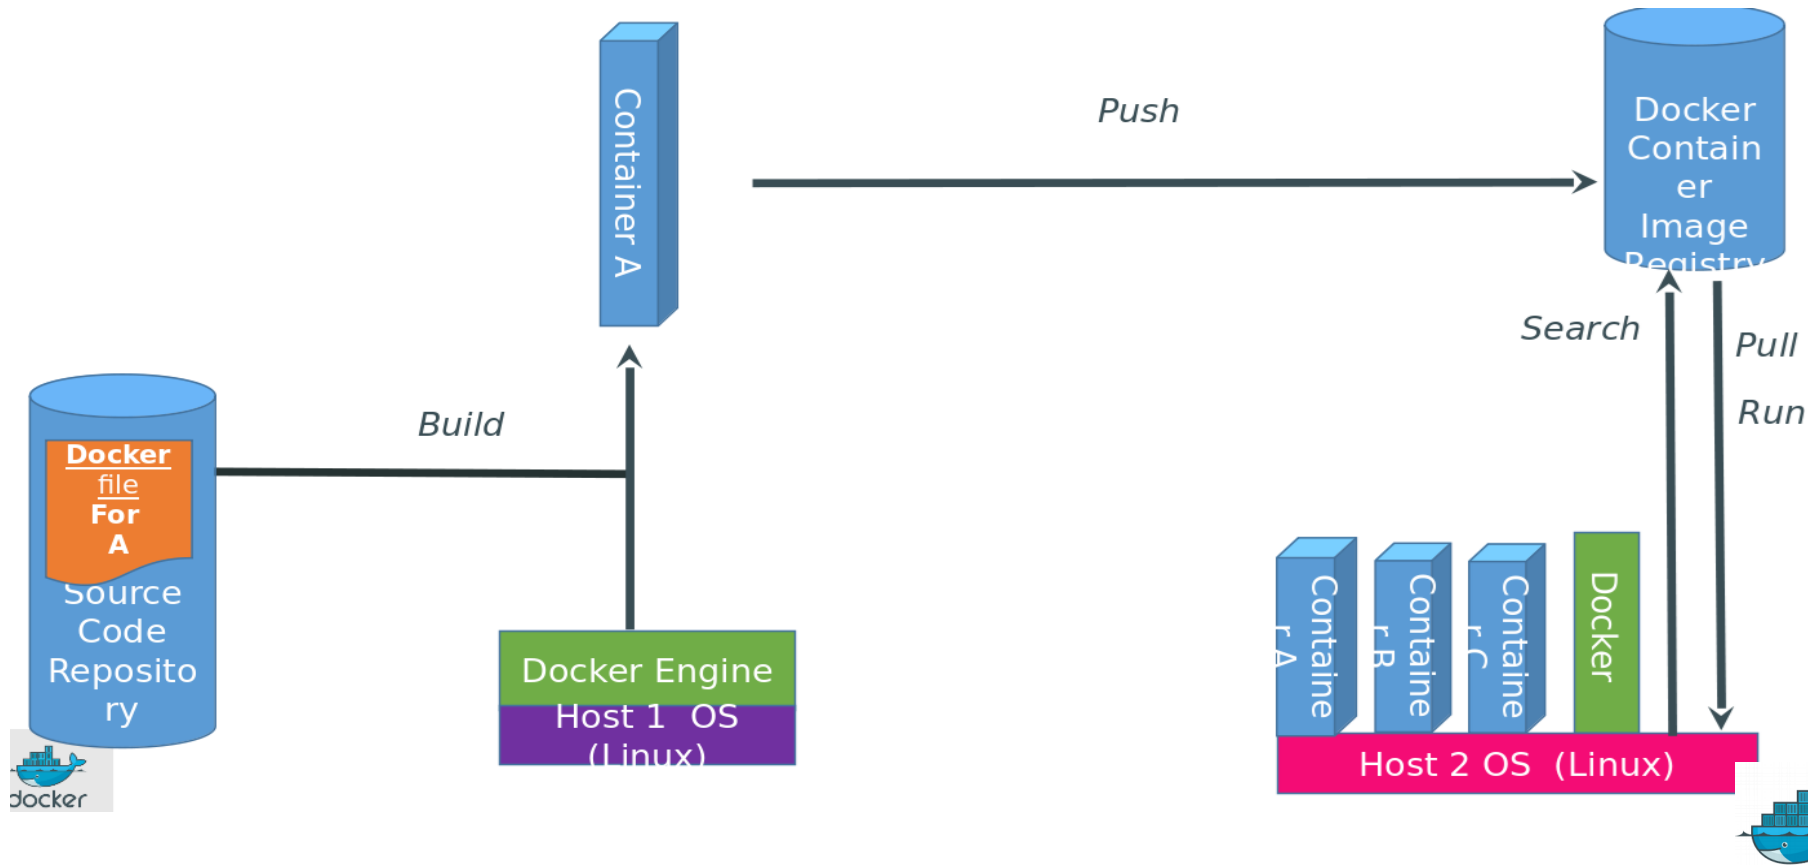 Container A
Push
Docker
Contain
er
Image
Registry
Search
Pull
Run
Build
Docker
file
For
A
Source
Code
Reposito
ry
docker
Docker Engine
Host 1 OS
(Linux)
Containe
r A
Containe
r B
Containe
r C
Docker
Host 2 OS (Linux)